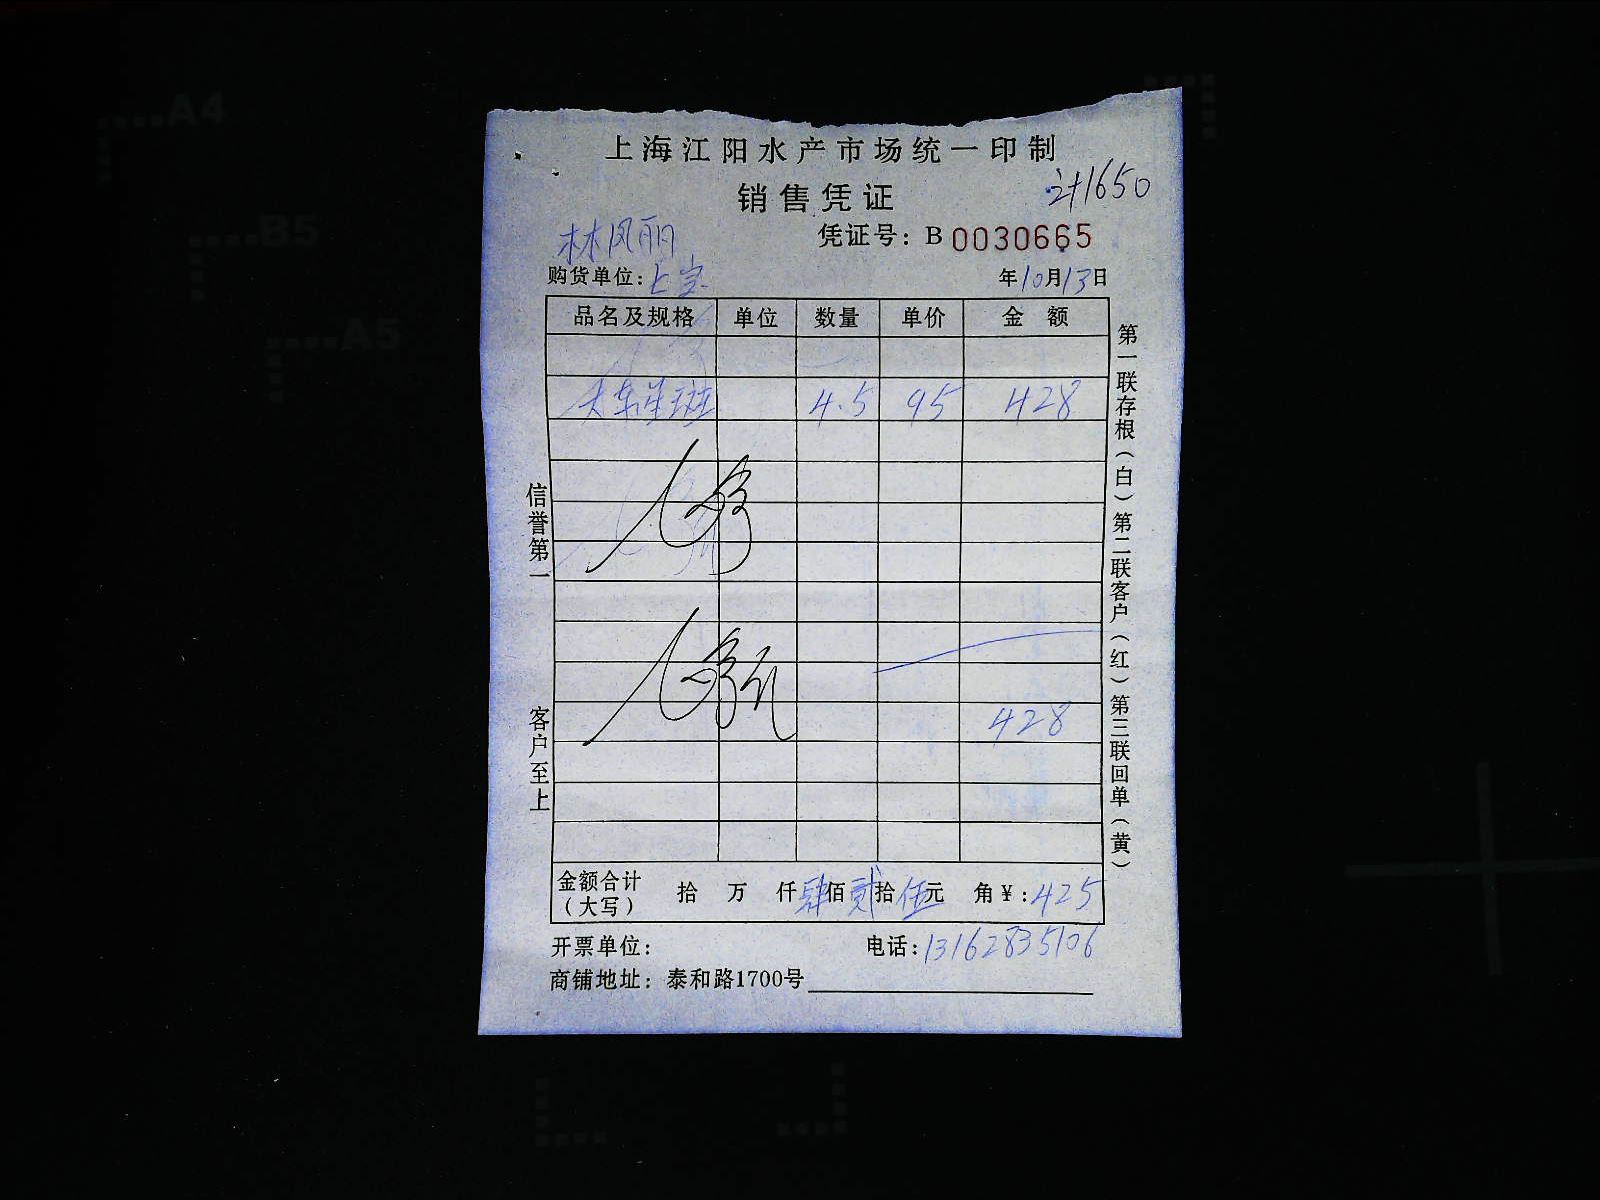 上海江阳水产市场统一印制
销售凭证
计1650
凭证号：B 0030665
林凤丽
购货单位：上宝
年10月13日
品名及规格 单位 数量 单价 金额
大东星斑 4.5 95 428
428
金额合计（大写） 拾 万 仟 肆佰 贰拾 伍元 角 ¥：425
开票单位： 电话：13162835106
商铺地址：泰和路1700号
信誉第一 客户至上
第一联存根（白）第二联客户（红）第三联回单（黄）
A4
B5
A5